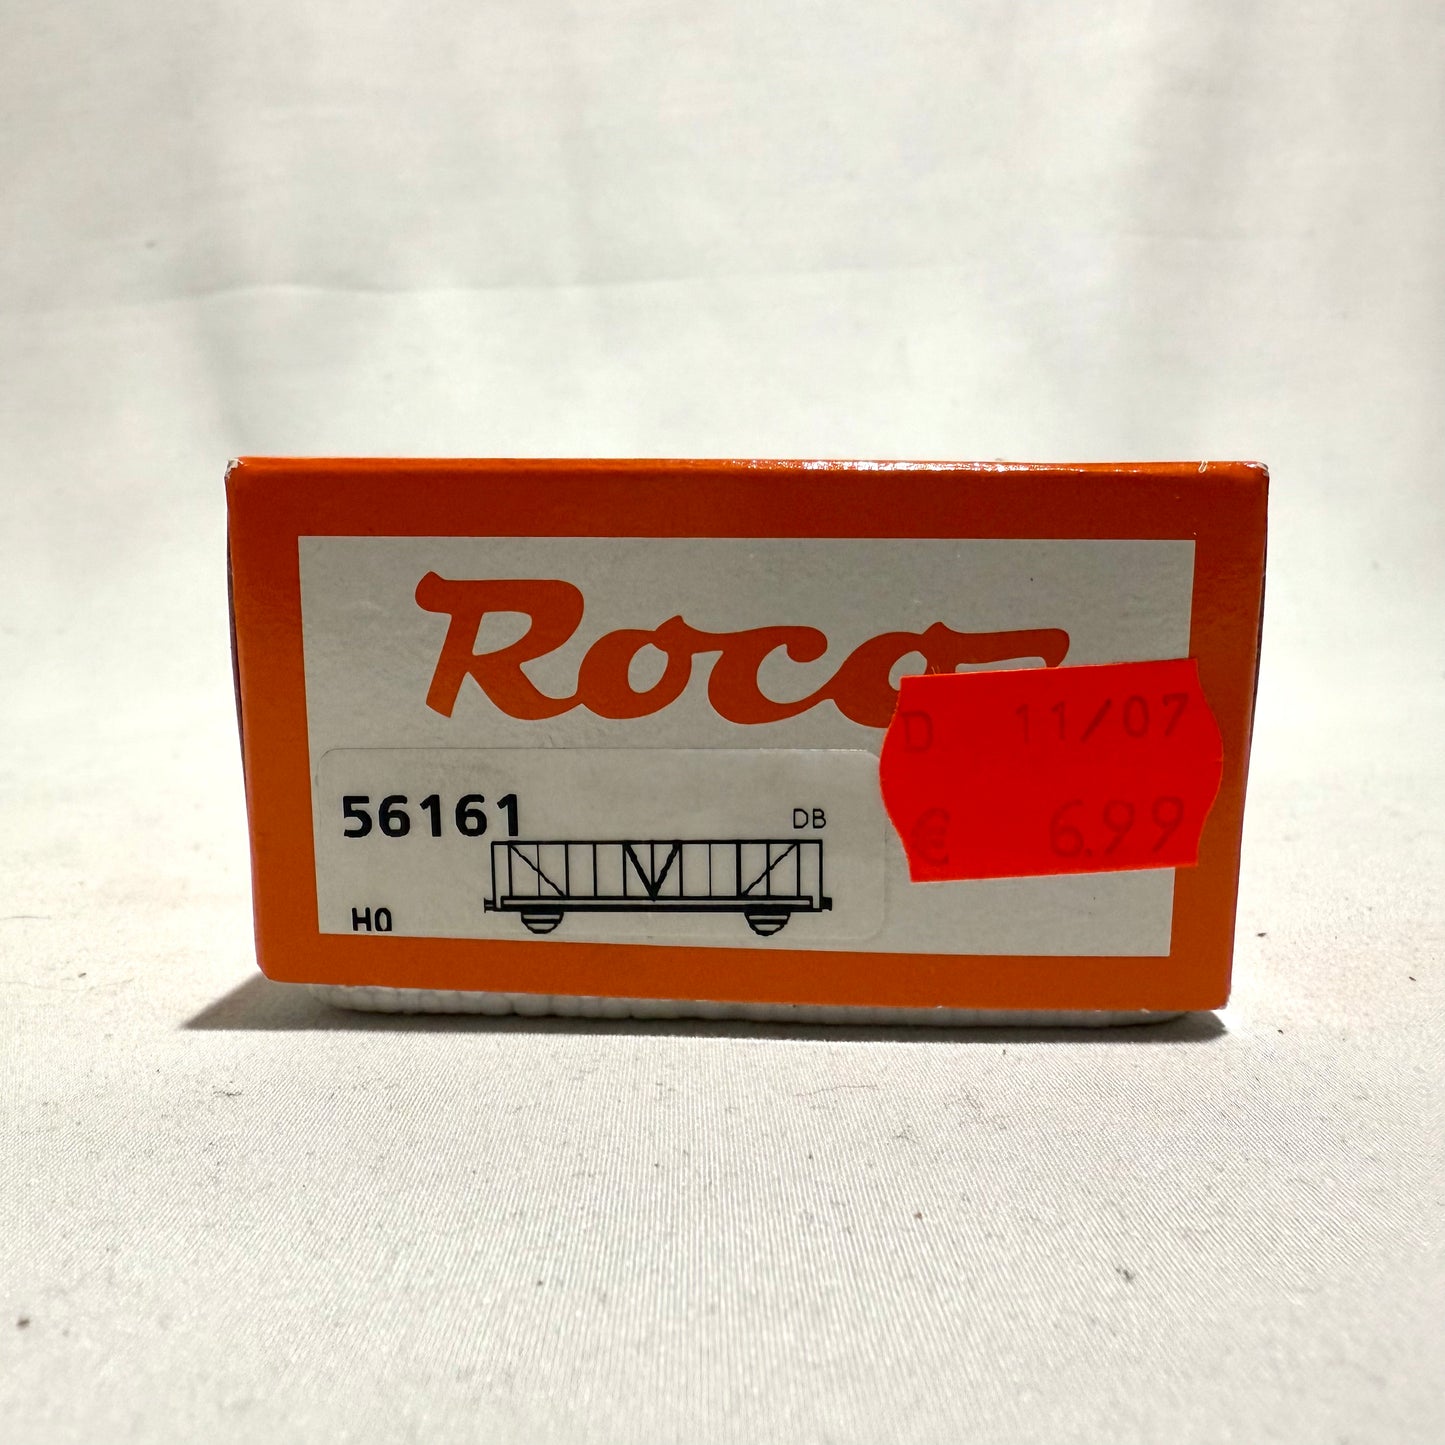 Roco
D 11/07
€ 6.99
56161
DB
H0